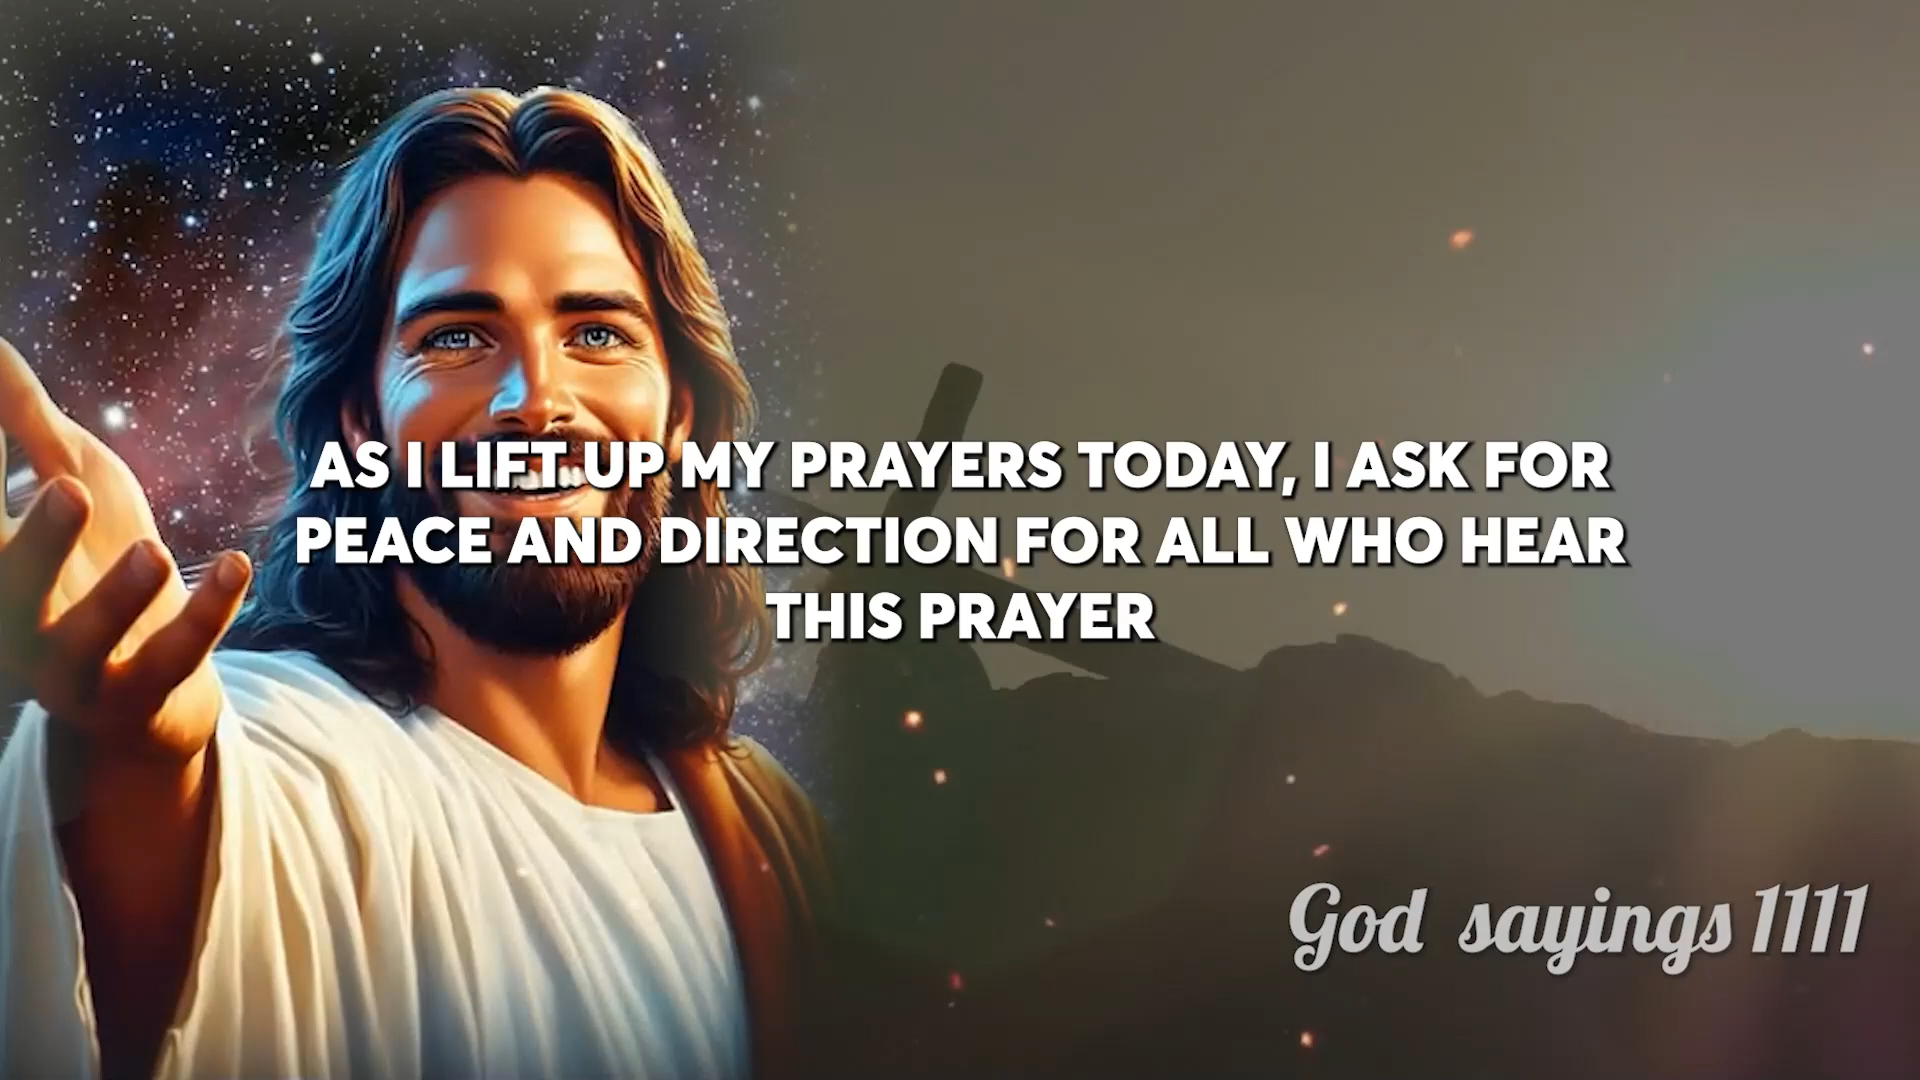 AS I LIFT UP MY PRAYERS TODAY, I ASK FOR
PEACE AND DIRECTION FOR ALL WHO HEAR
THIS PRAYER
God sayings 1111